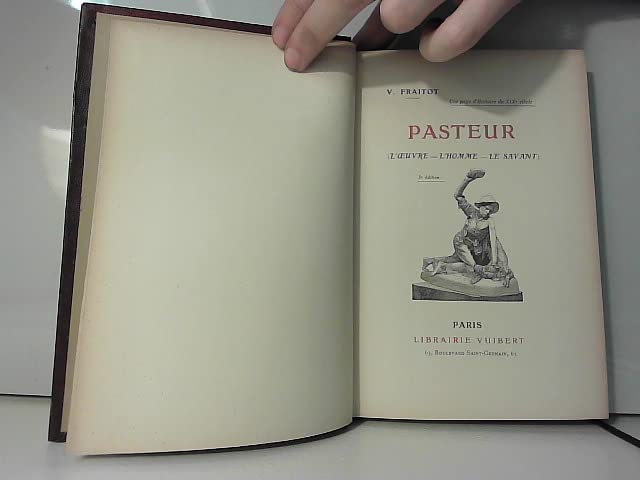 V. FRAITOT
Une page d'Histoire du XIXe siècle
PASTEUR
(L'ŒUVRE — L'HOMME — LE SAVANT)
édition
PARIS
LIBRAIRIE VUIBERT
63, Boulevard Saint-Germain, 63